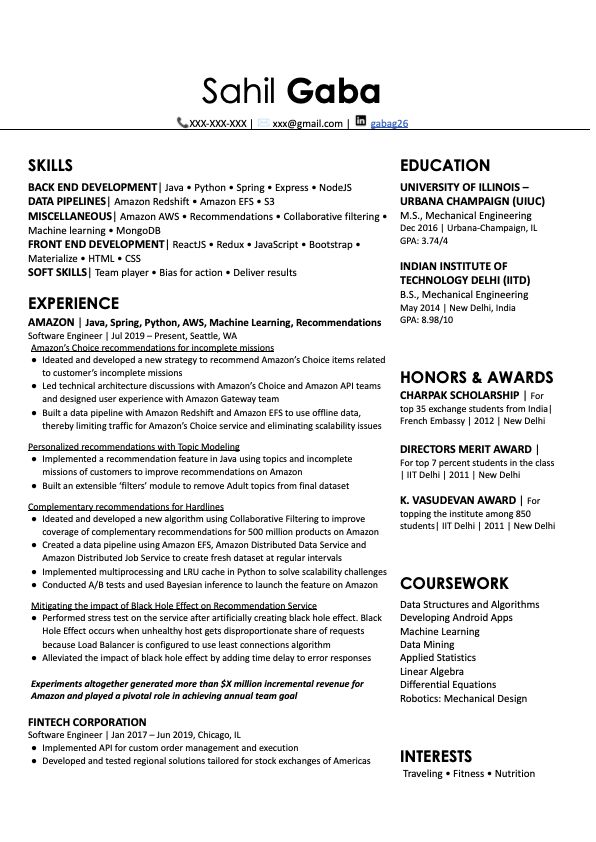 Sahil Gaba
XXX-XXX-XXX | xxx@gmail.com | gabag26
SKILLS
BACK END DEVELOPMENT| Java • Python • Spring • Express • NodeJS
DATA PIPELINES| Amazon Redshift • Amazon EFS • S3
MISCELLANEOUS| Amazon AWS • Recommendations • Collaborative filtering •
Machine learning • MongoDB
FRONT END DEVELOPMENT| ReactJS • Redux • JavaScript • Bootstrap •
Materialize • HTML • CSS
SOFT SKILLS| Team player • Bias for action • Deliver results
EXPERIENCE
AMAZON | Java, Spring, Python, AWS, Machine Learning, Recommendations
Software Engineer | Jul 2019 – Present, Seattle, WA
Amazon's Choice recommendations for incomplete missions
● Ideated and developed a new strategy to recommend Amazon's Choice items related
to customer's incomplete missions
● Led technical architecture discussions with Amazon's Choice and Amazon API teams
and designed user experience with Amazon Gateway team
● Built a data pipeline with Amazon Redshift and Amazon EFS to use offline data,
thereby limiting traffic for Amazon's Choice service and eliminating scalability issues
Personalized recommendations with Topic Modeling
● Implemented a recommendation feature in Java using topics and incomplete
missions of customers to improve recommendations on Amazon
● Built an extensible 'filters' module to remove Adult topics from final dataset
Complementary recommendations for Hardlines
● Ideated and developed a new algorithm using Collaborative Filtering to improve
coverage of complementary recommendations for 500 million products on Amazon
● Created a data pipeline using Amazon EFS, Amazon Distributed Data Service and
Amazon Distributed Job Service to create fresh dataset at regular intervals
● Implemented multiprocessing and LRU cache in Python to solve scalability challenges
● Conducted A/B tests and used Bayesian inference to launch the feature on Amazon
Mitigating the impact of Black Hole Effect on Recommendation Service
● Performed stress test on the service after artificially creating black hole effect. Black
Hole Effect occurs when unhealthy host gets disproportionate share of requests
because Load Balancer is configured to use least connections algorithm
● Alleviated the impact of black hole effect by adding time delay to error responses
Experiments altogether generated more than $X million incremental revenue for
Amazon and played a pivotal role in achieving annual team goal
FINTECH CORPORATION
Software Engineer | Jan 2017 – Jun 2019, Chicago, IL
● Implemented API for custom order management and execution
● Developed and tested regional solutions tailored for stock exchanges of Americas
EDUCATION
UNIVERSITY OF ILLINOIS –
URBANA CHAMPAIGN (UIUC)
M.S., Mechanical Engineering
Dec 2016 | Urbana-Champaign, IL
GPA: 3.74/4
INDIAN INSTITUTE OF
TECHNOLOGY DELHI (IITD)
B.S., Mechanical Engineering
May 2014 | New Delhi, India
GPA: 8.98/10
HONORS & AWARDS
CHARPAK SCHOLARSHIP | For
top 35 exchange students from India|
French Embassy | 2012 | New Delhi
DIRECTORS MERIT AWARD |
For top 7 percent students in the class
| IIT Delhi | 2011 | New Delhi
K. VASUDEVAN AWARD | For
topping the institute among 850
students| IIT Delhi | 2011 | New Delhi
COURSEWORK
Data Structures and Algorithms
Developing Android Apps
Machine Learning
Data Mining
Applied Statistics
Linear Algebra
Differential Equations
Robotics: Mechanical Design
INTERESTS
Traveling • Fitness • Nutrition